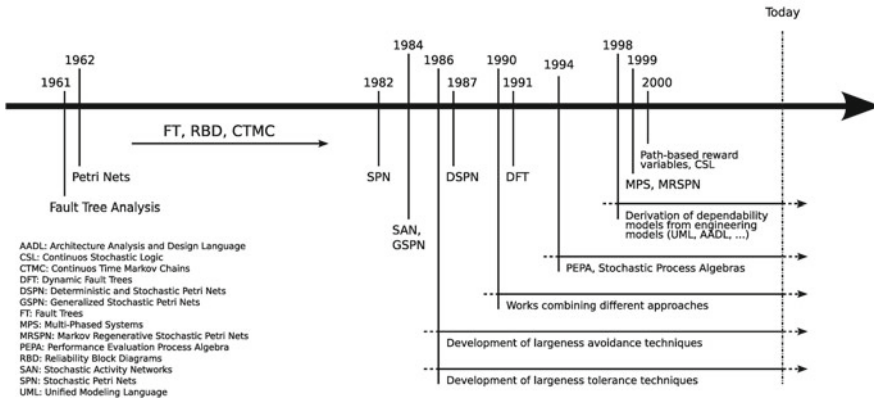 Today
1984
1998
1962
1986
1990
1994
1999
1961
1982
1987
1991
2000
FT, RBD, CTMC
Petri Nets
SPN
DSPN
DFT
Path-based reward
variables, CSL
MPS, MRSPN
Fault Tree Analysis
SAN,
GSPN
Derivation of dependability
models from engineering
models (UML, AADL, ...)
PEPA, Stochastic Process Algebras
Works combining different approaches
Development of largeness avoidance techniques
Development of largeness tolerance techniques
AADL: Architecture Analysis and Design Language
CSL: Continuos Stochastic Logic
CTMC: Continuos Time Markov Chains
DFT: Dynamic Fault Trees
DSPN: Deterministic and Stochastic Petri Nets
GSPN: Generalized Stochastic Petri Nets
FT: Fault Trees
MPS: Multi-Phased Systems
MRSPN: Markov Regenerative Stochastic Petri Nets
PEPA: Performance Evaluation Process Algebra
RBD: Reliability Block Diagrams
SAN: Stochastic Activity Networks
SPN: Stochastic Petri Nets
UML: Unified Modeling Language